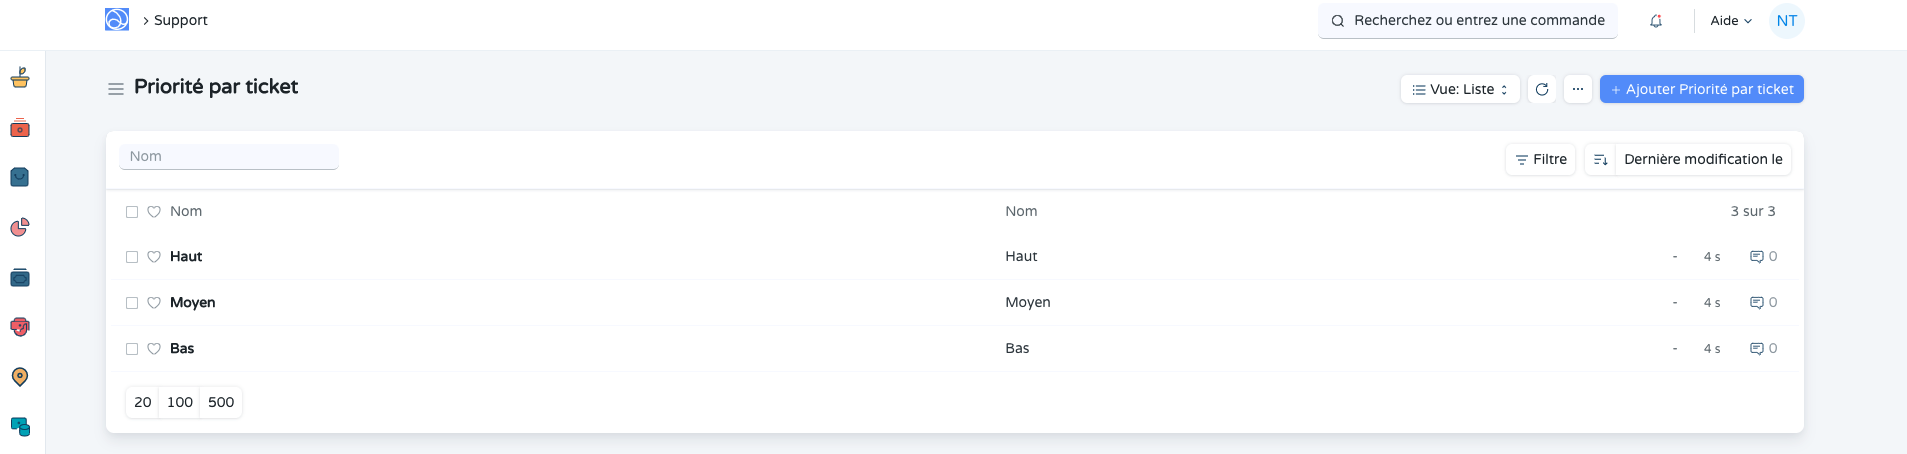 Support
Recherchez ou entrez une commande
Aide
NT
Priorité par ticket
Vue: Liste
...
+ Ajouter Priorité par ticket
Nom
Filtre
Dernière modification le
Nom Nom 3 sur 3
Haut Haut - 4 s 0
Moyen Moyen - 4 s 0
Bas Bas - 4 s 0
20 100 500